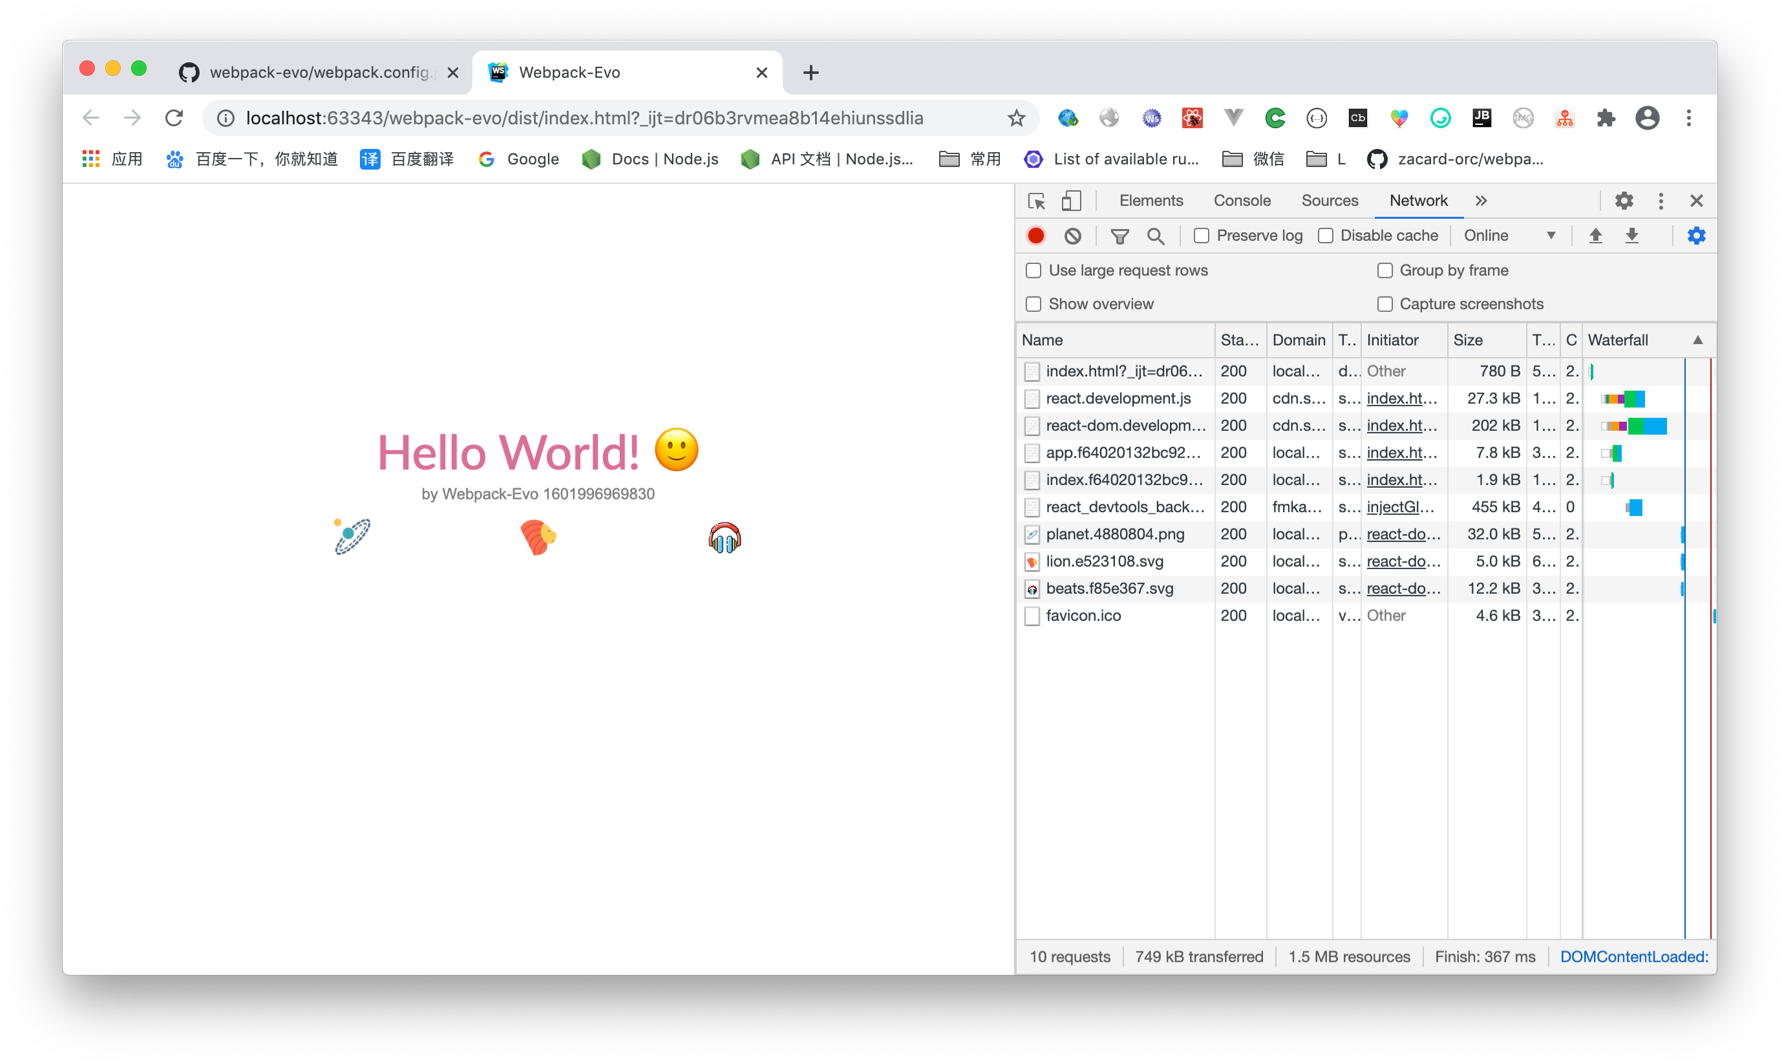 webpack-evo/webpack.config.j
Webpack-Evo
localhost:63343/webpack-evo/dist/index.html?_ijt=dr06b3rvmea8b14ehiunssdlia
应用 百度一下，你就知道 译 百度翻译 Google Docs | Node.js API 文档 | Node.js... 常用 List of available ru... 微信 L zacard-orc/webpa...
Elements Console Sources Network »
Preserve log Disable cache Online
Use large request rows Group by frame
Show overview Capture screenshots
Name Sta... Domain T.. Initiator Size T... C Waterfall
index.html?_ijt=dr06... 200 local... d... Other 780 B 5... 2.
react.development.js 200 cdn.s... s... index.ht... 27.3 kB 1... 2.
react-dom.developm... 200 cdn.s... s... index.ht... 202 kB 1... 2.
app.f64020132bc92... 200 local... s... index.ht... 7.8 kB 3... 2.
index.f64020132bc9... 200 local... s... index.ht... 1.9 kB 1... 2.
react_devtools_back... 200 fmka... s... injectGl... 455 kB 4... 0
planet.4880804.png 200 local... p... react-do... 32.0 kB 5... 2.
lion.e523108.svg 200 local... s... react-do... 5.0 kB 6... 2.
beats.f85e367.svg 200 local... s... react-do... 12.2 kB 3... 2.
favicon.ico 200 local... v... Other 4.6 kB 3... 2.
Hello World! 🙂
by Webpack-Evo 1601996969830
10 requests 749 kB transferred 1.5 MB resources Finish: 367 ms DOMContentLoaded: